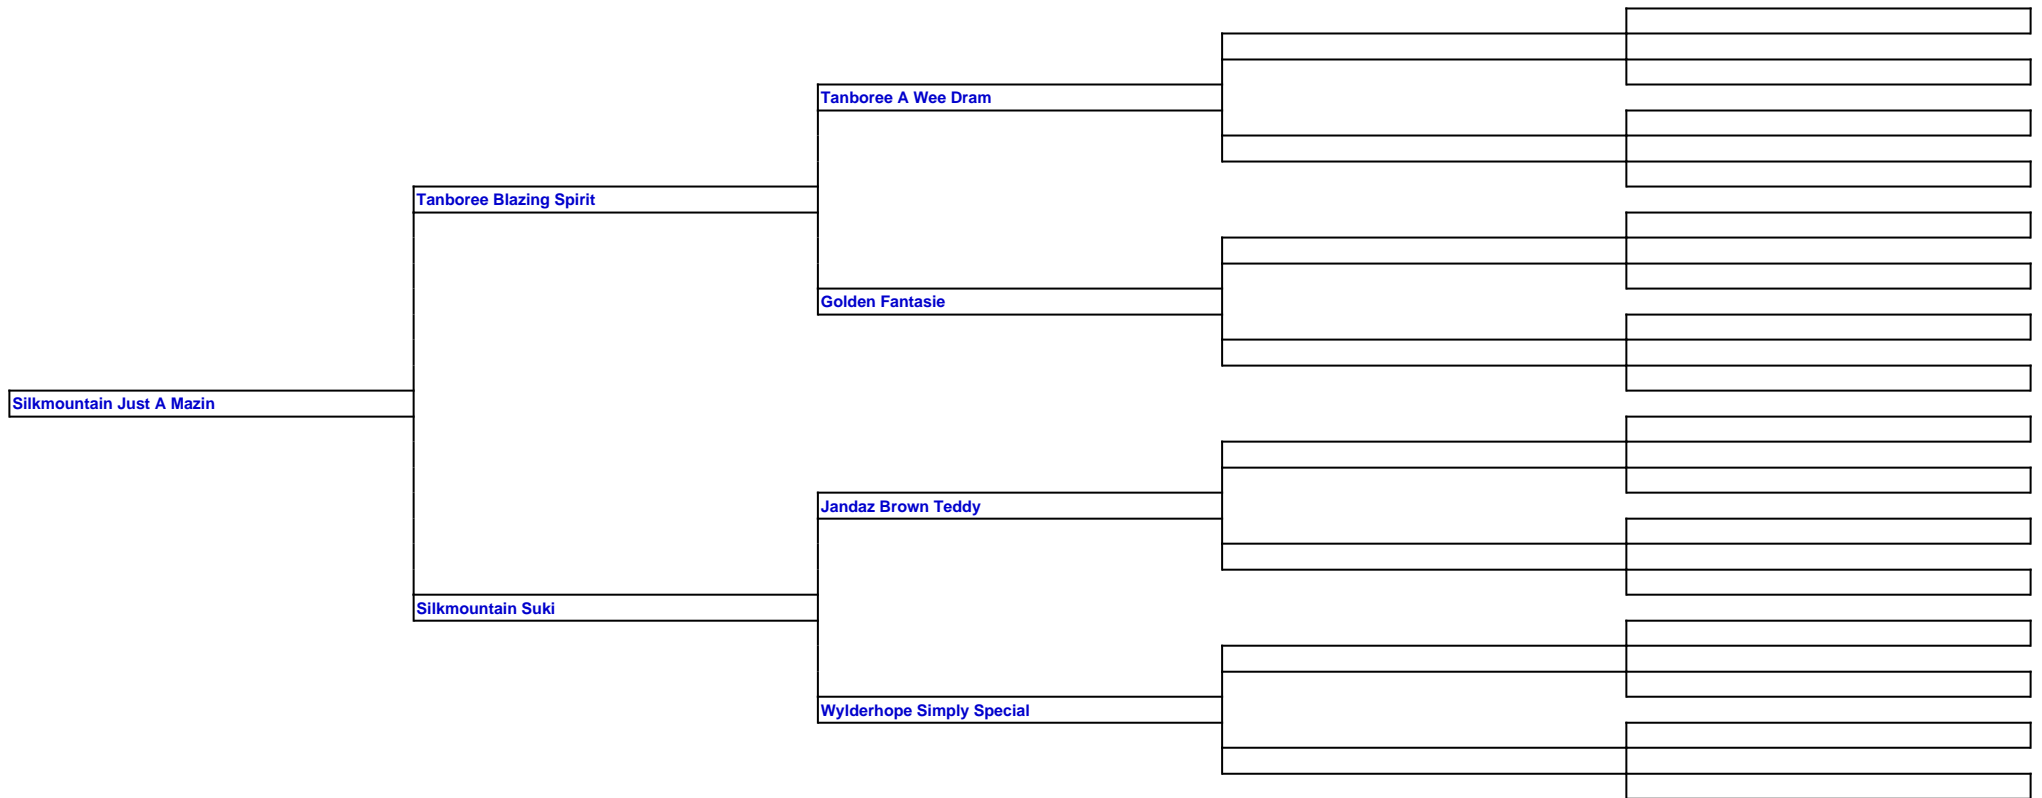 Tanboree A Wee Dram
Tanboree Blazing Spirit
Golden Fantasie
Silkmountain Just A Mazin
Jandaz Brown Teddy
Silkmountain Suki
Wylderhope Simply Special